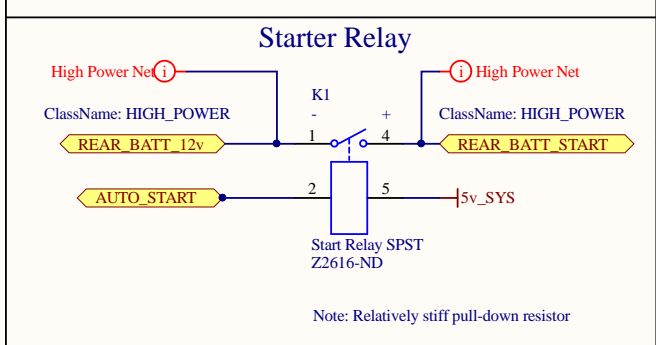 Starter Relay
High Power Net i
i High Power Net
K1
ClassName: HIGH_POWER
- +
ClassName: HIGH_POWER
REAR_BATT_12v
1 4
REAR_BATT_START
AUTO_START
2 5
5v_SYS
Start Relay SPST
Z2616-ND
Note: Relatively stiff pull-down resistor